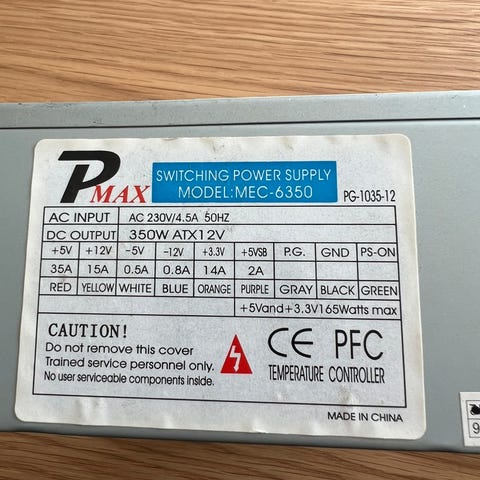 PMAX
SWITCHING POWER SUPPLY
MODEL:MEC-6350
PG-1035-12
AC INPUT AC 230V/4.5A 50HZ
DC OUTPUT 350W ATX12V
+5V +12V -5V -12V +3.3V +5VSB P.G. GND PS-ON
35A 15A 0.5A 0.8A 14A 2A
RED YELLOW WHITE BLUE ORANGE PURPLE GRAY BLACK GREEN
+5Vand+3.3V165Watts max
CAUTION!
Do not remove this cover
Trained service personnel only.
No user serviceable components inside.
CE PFC
TEMPERATURE CONTROLLER
MADE IN CHINA